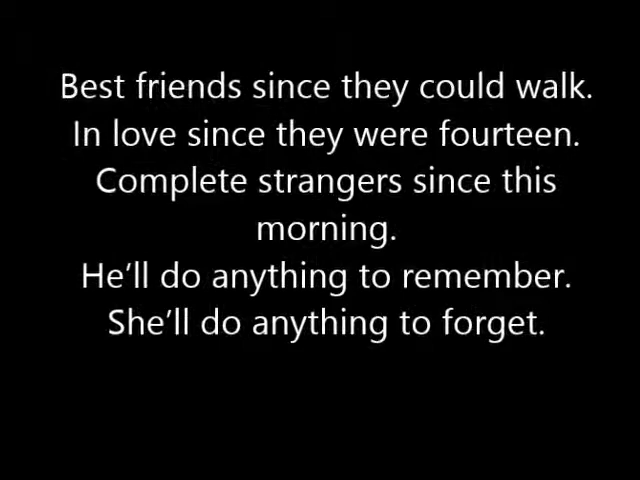 Best friends since they could walk.
In love since they were fourteen.
Complete strangers since this
morning.
He’ll do anything to remember.
She’ll do anything to forget.